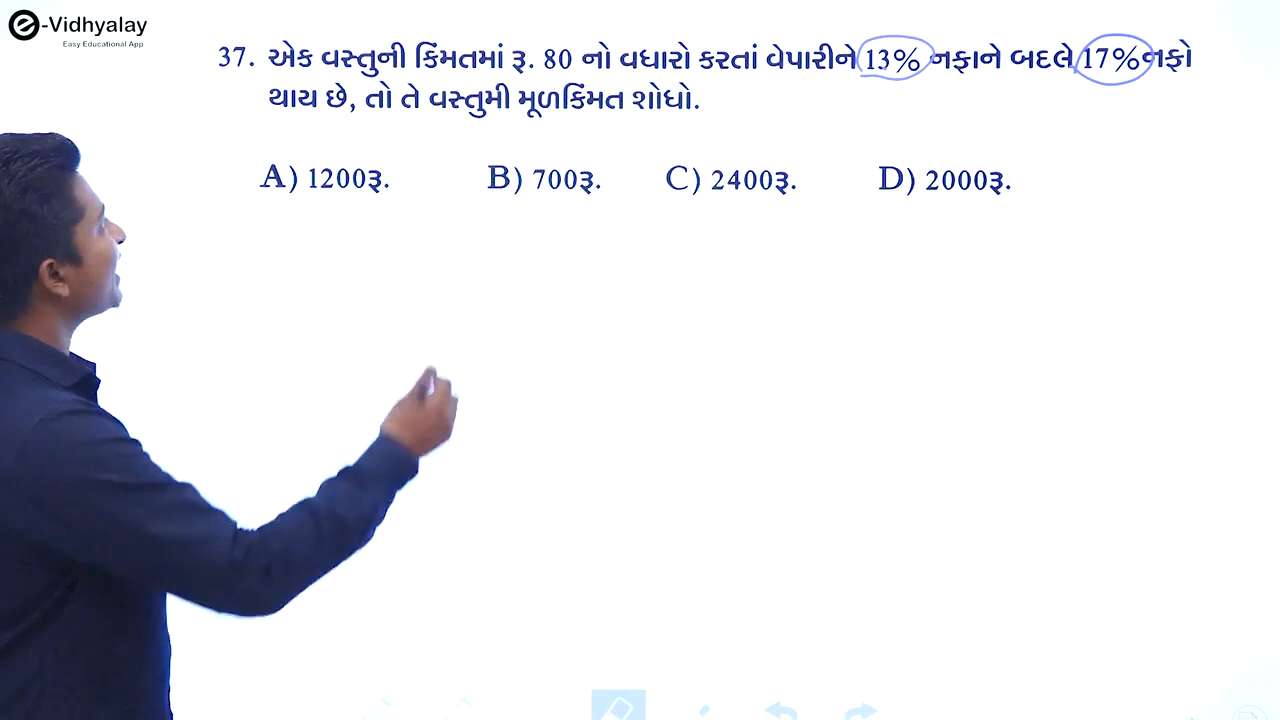 e-Vidhyalay
Easy Educational App
37. એક વસ્તુની કિંમતમાં રૂ. 80 નો વધારો કરતાં વેપારીને 13% નફાને બદલે 17% નફો
થાય છે, તો તે વસ્તુમી મૂળકિંમત શોધો.
A) 1200રૂ. B) 700રૂ. C) 2400રૂ. D) 2000રૂ.